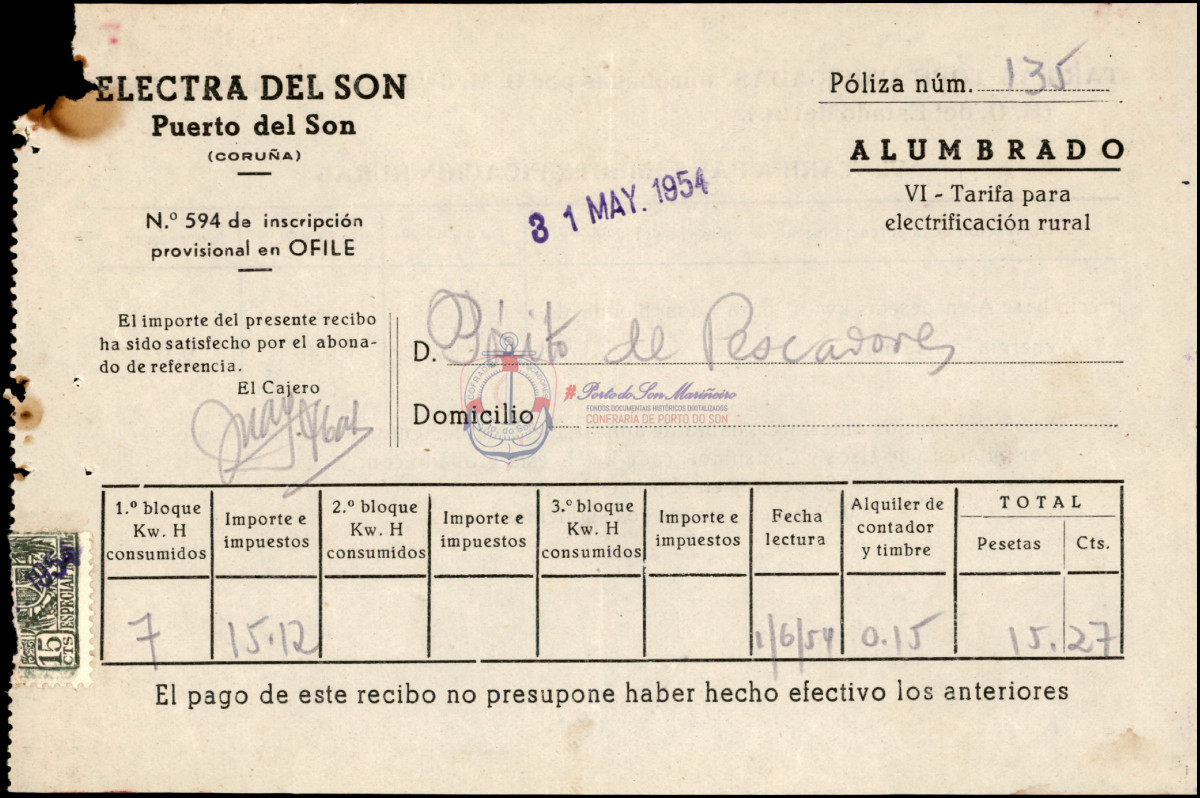 ELECTRA DEL SON
Puerto del Son
(CORUÑA)
N.º 594 de inscripción
provisional en OFILE
Póliza núm. 135
ALUMBRADO
VI - Tarifa para
electrificación rural
31 MAY. 1954
El importe del presente recibo
ha sido satisfecho por el abona-
do de referencia.
El Cajero
D. Pósito de Pescadores
Domicilio
#Porto do Son Mariñeiro
FONDOS DOCUMENTAS HISTÓRICOS DIXITALIZADOS
CONFRARÍA DE PORTO DO SON
1.º bloque Kw. H consumidos
Importe e impuestos
2.º bloque Kw. H consumidos
Importe e impuestos
3.º bloque Kw. H consumidos
Importe e impuestos
Fecha lectura
Alquiler de contador y timbre
TOTAL
Pesetas Cts.
7 15.12 1/6/54 0.15 15.27
15 CTS
ESPECIAL
El pago de este recibo no presupone haber hecho efectivo los anteriores